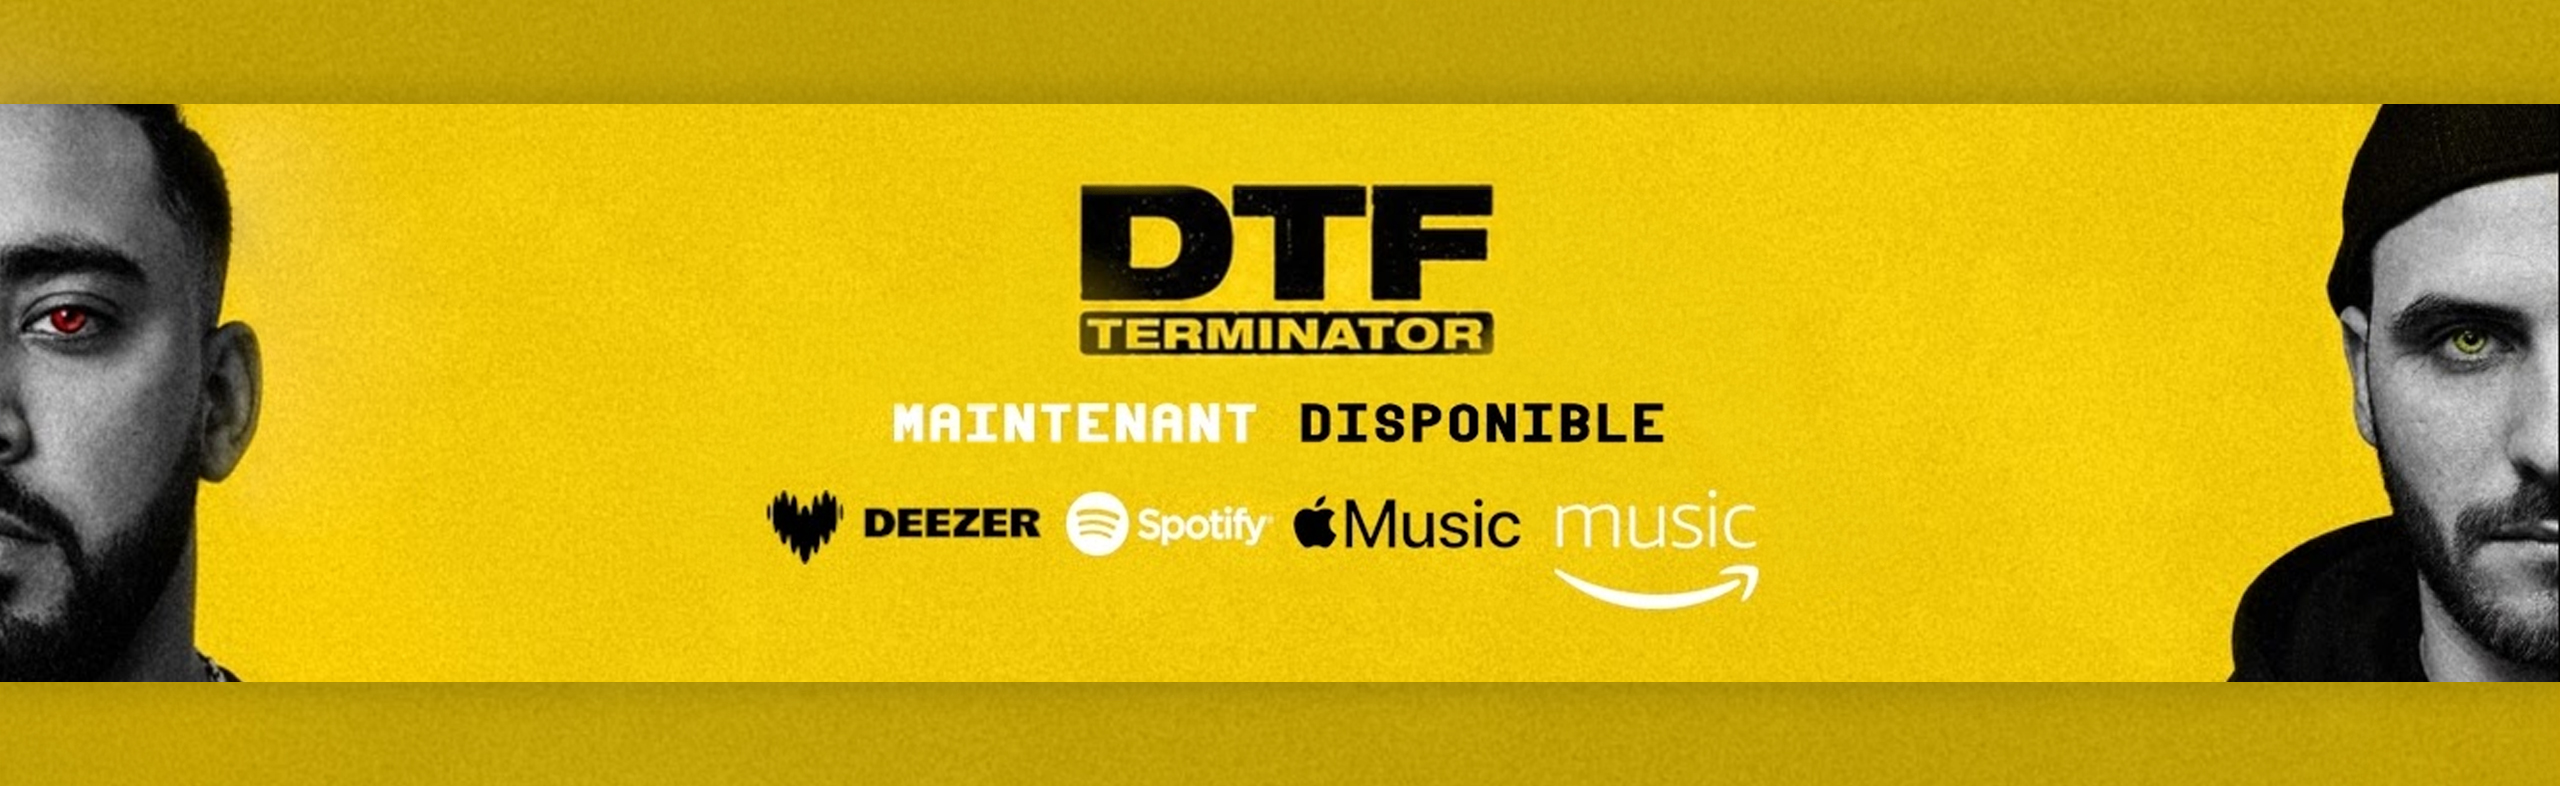 DTF
TERMINATOR
MAINTENANT DISPONIBLE
DEEZER Spotify Music music